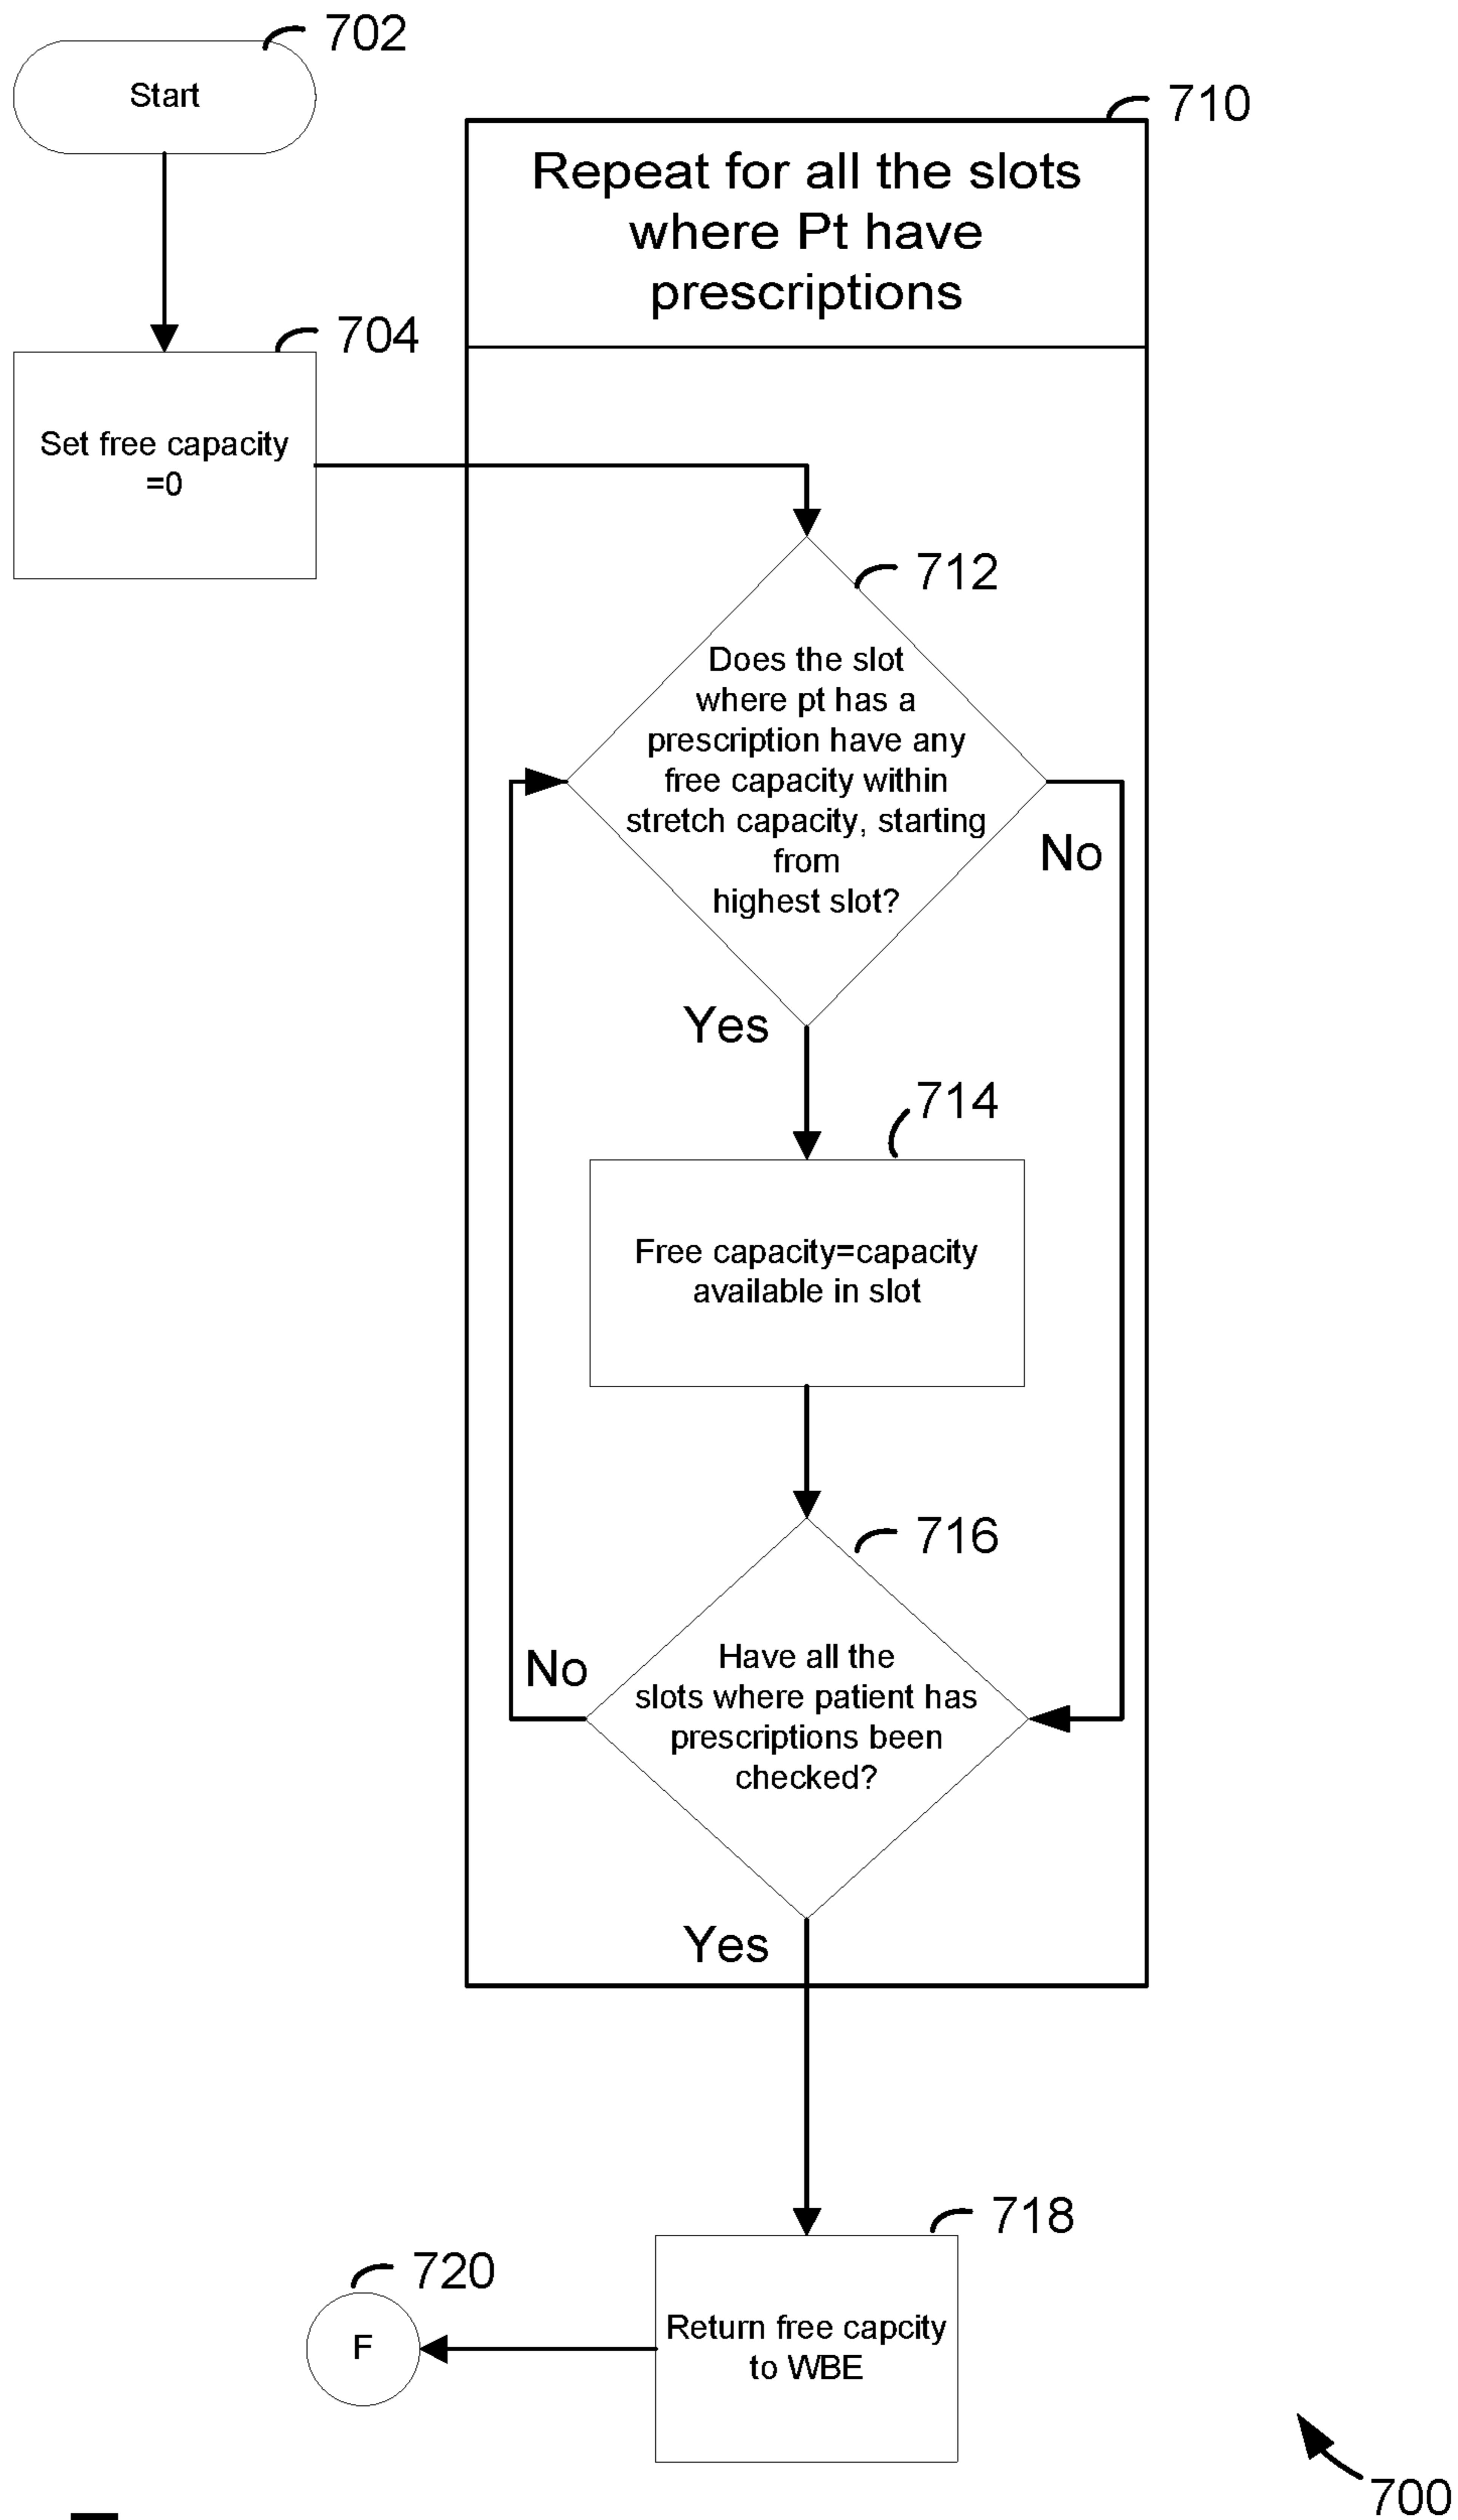 702
Start
710
Repeat for all the slots
where Pt have
prescriptions
704
Set free capacity
=0
712
Does the slot
where pt has a
prescription have any
free capacity within
stretch capacity, starting
from
highest slot?
No
Yes
714
Free capacity=capacity
available in slot
716
Have all the
slots where patient has
prescriptions been
checked?
No
Yes
718
Return free capcity
to WBE
720
F
700